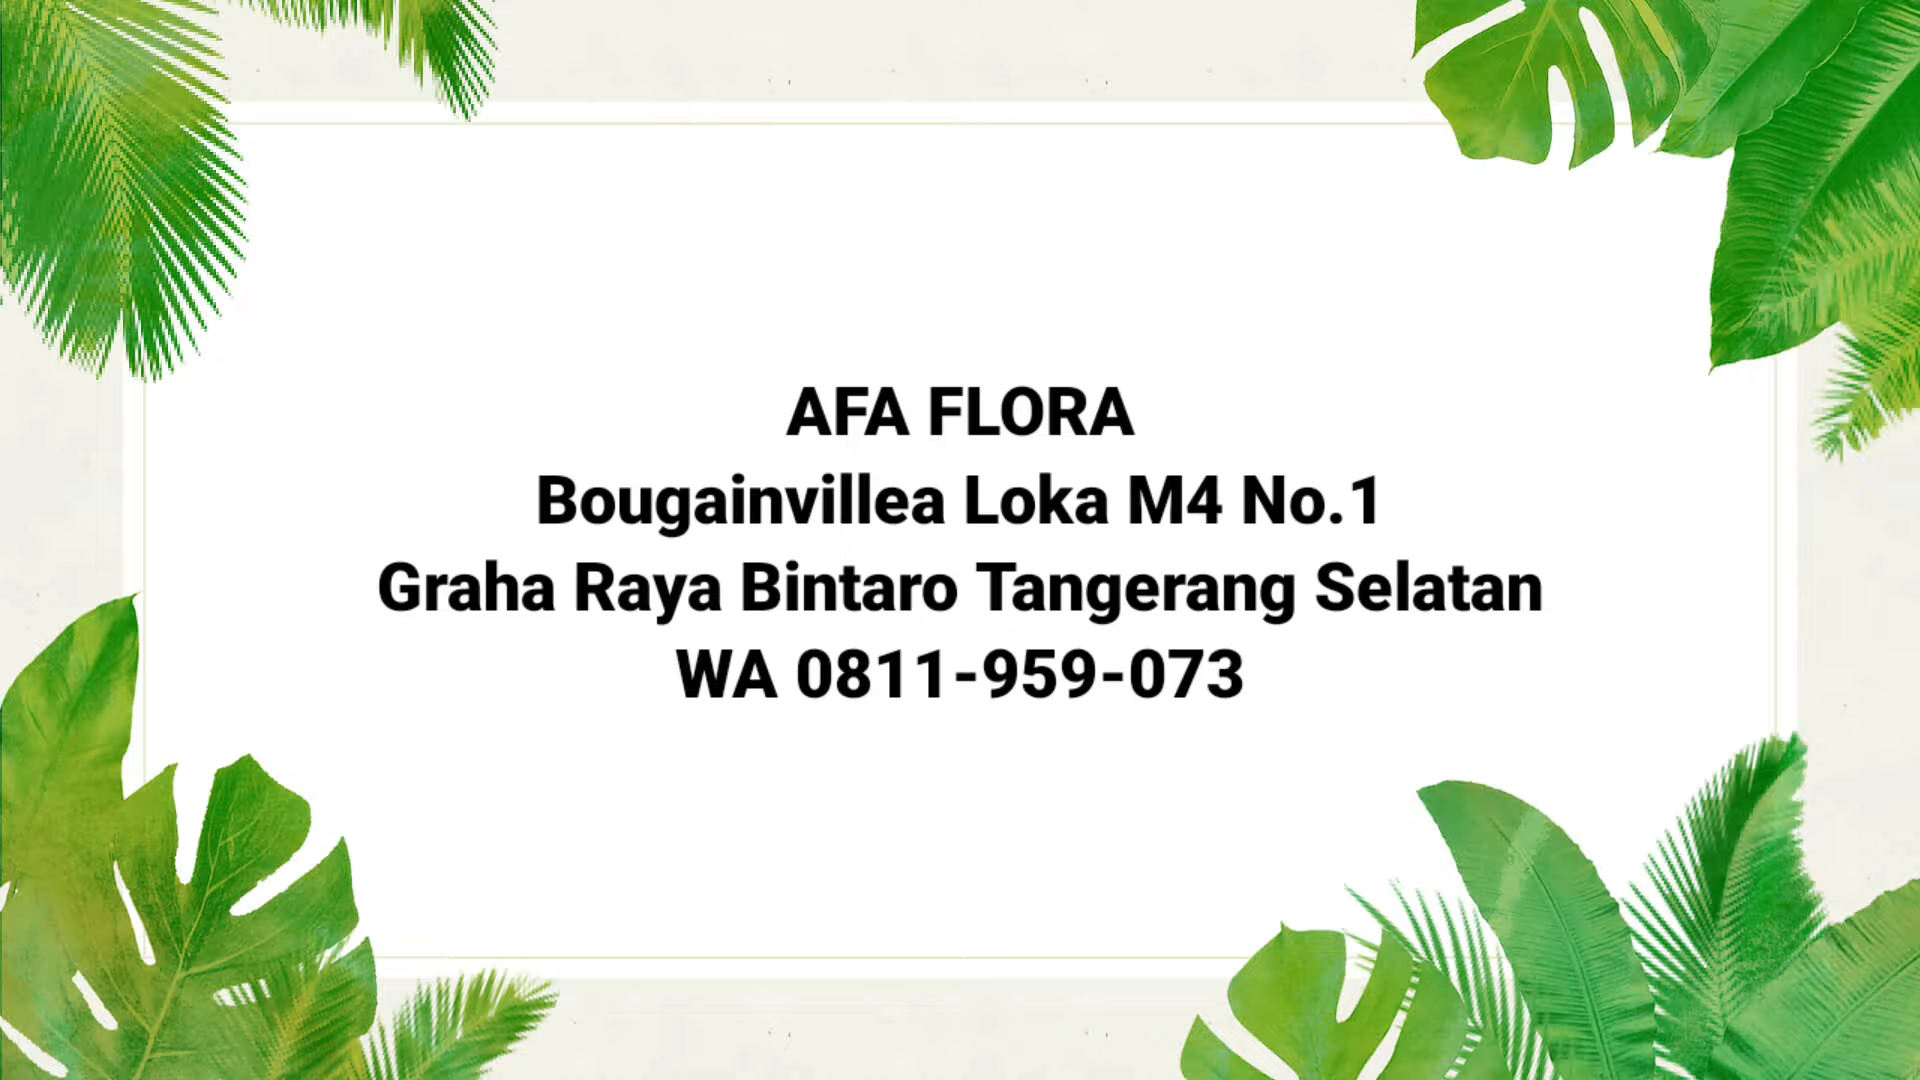 AFA FLORA
Bougainvillea Loka M4 No.1
Graha Raya Bintaro Tangerang Selatan
WA 0811-959-073